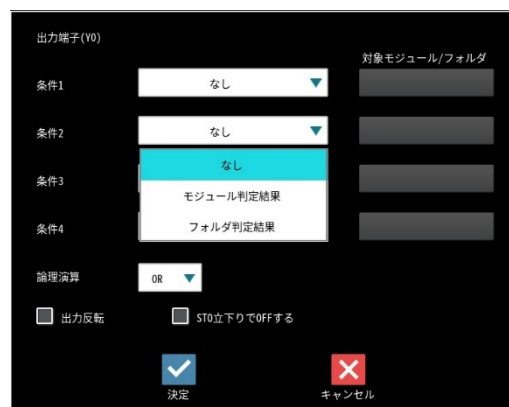 出力端子(Y0)
対象モジュール/フォルダ
条件1 なし
条件2 なし
なし
条件3
モジュール判定結果
フォルダ判定結果
条件4
論理演算 OR
出力反転 STO立下りでOFFする
決定 キャンセル